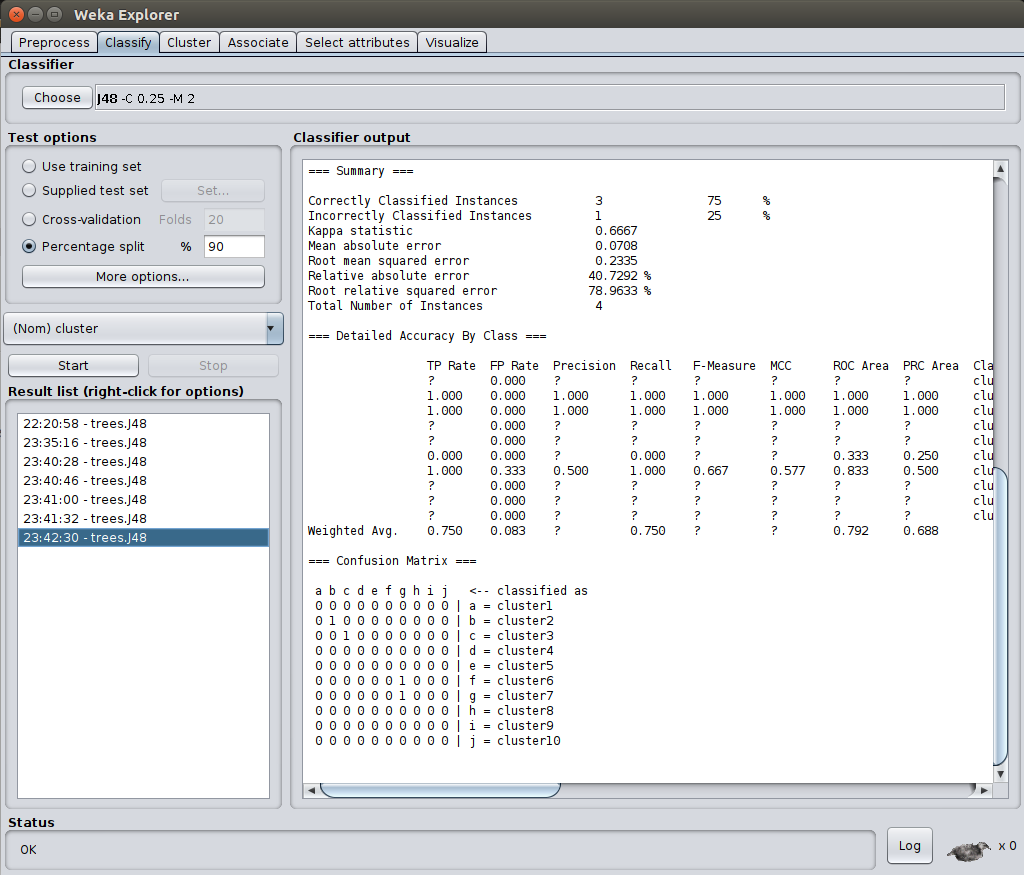 Weka Explorer
Preprocess Classify Cluster Associate Select attributes Visualize
Classifier
Choose J48 -C 0.25 -M 2
Test options
Use training set
Supplied test set Set...
Cross-validation Folds 20
Percentage split % 90
More options...
(Nom) cluster
Start Stop
Result list (right-click for options)
22:20:58 - trees.J48
23:35:16 - trees.J48
23:40:28 - trees.J48
23:40:46 - trees.J48
23:41:00 - trees.J48
23:41:32 - trees.J48
23:42:30 - trees.J48
Classifier output
=== Summary ===
Correctly Classified Instances 3 75 %
Incorrectly Classified Instances 1 25 %
Kappa statistic 0.6667
Mean absolute error 0.0708
Root mean squared error 0.2335
Relative absolute error 40.7292 %
Root relative squared error 78.9633 %
Total Number of Instances 4
=== Detailed Accuracy By Class ===
TP Rate FP Rate Precision Recall F-Measure MCC ROC Area PRC Area Cla
? 0.000 ? ? ? ? ? ? clu
1.000 0.000 1.000 1.000 1.000 1.000 1.000 1.000 clu
1.000 0.000 1.000 1.000 1.000 1.000 1.000 1.000 clu
? 0.000 ? ? ? ? ? ? clu
? 0.000 ? ? ? ? ? ? clu
0.000 0.000 ? 0.000 ? ? 0.333 0.250 clu
1.000 0.333 0.500 1.000 0.667 0.577 0.833 0.500 clu
? 0.000 ? ? ? ? ? ? clu
? 0.000 ? ? ? ? ? ? clu
? 0.000 ? ? ? ? ? ? clu
Weighted Avg. 0.750 0.083 ? 0.750 ? ? 0.792 0.688
=== Confusion Matrix ===
a b c d e f g h i j <-- classified as
0 0 0 0 0 0 0 0 0 0 | a = cluster1
0 1 0 0 0 0 0 0 0 0 | b = cluster2
0 0 1 0 0 0 0 0 0 0 | c = cluster3
0 0 0 0 0 0 0 0 0 0 | d = cluster4
0 0 0 0 0 0 0 0 0 0 | e = cluster5
0 0 0 0 0 0 1 0 0 0 | f = cluster6
0 0 0 0 0 0 1 0 0 0 | g = cluster7
0 0 0 0 0 0 0 0 0 0 | h = cluster8
0 0 0 0 0 0 0 0 0 0 | i = cluster9
0 0 0 0 0 0 0 0 0 0 | j = cluster10
Status
OK
Log x 0